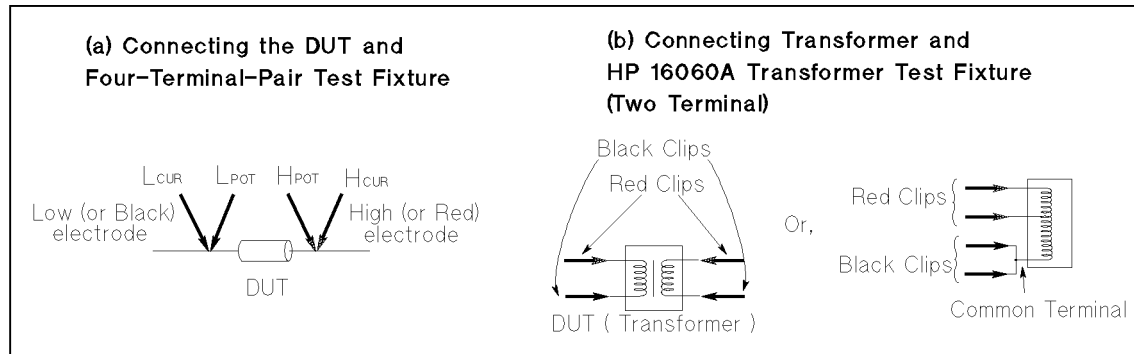 (a) Connecting the DUT and
Four-Terminal-Pair Test Fixture
LCUR LPOT HPOT HCUR
Low (or Black)
electrode
High (or Red)
electrode
DUT
(b) Connecting Transformer and
HP 16060A Transformer Test Fixture
(Two Terminal)
Black Clips
Red Clips
DUT ( Transformer )
Or,
Red Clips
Black Clips
Common Terminal